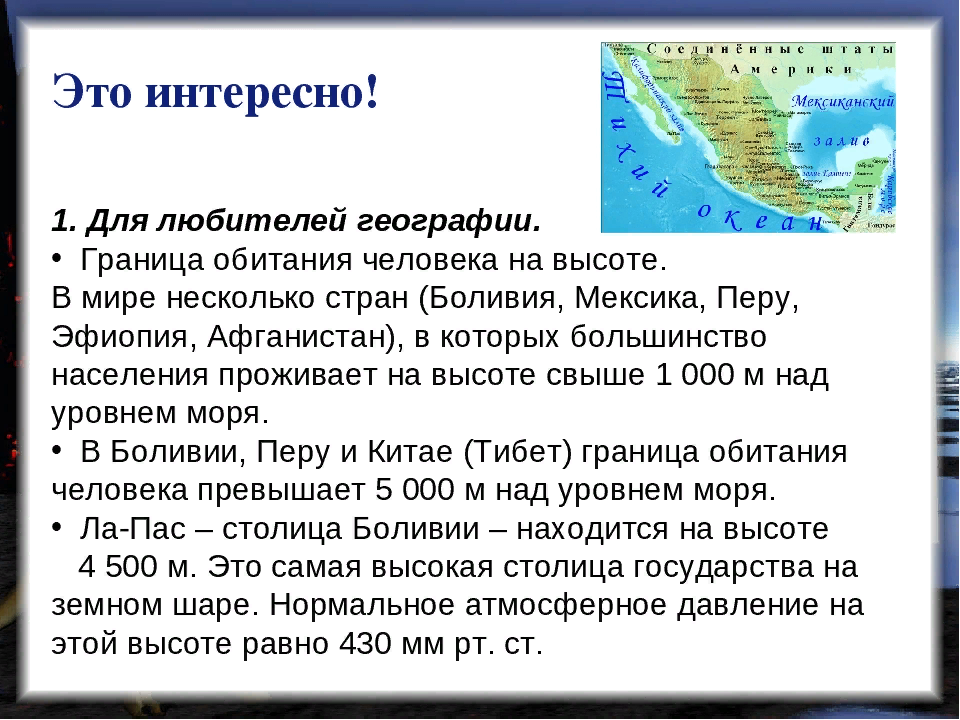 Это интересно!
Соединённые штаты
Америки
Калифорнийский залив
Мексиканский
залив
Тихий
океан
Гондурас
1. Для любителей географии.
• Граница обитания человека на высоте.
В мире несколько стран (Боливия, Мексика, Перу,
Эфиопия, Афганистан), в которых большинство
населения проживает на высоте свыше 1 000 м над
уровнем моря.
• В Боливии, Перу и Китае (Тибет) граница обитания
человека превышает 5 000 м над уровнем моря.
• Ла-Пас – столица Боливии – находится на высоте
4 500 м. Это самая высокая столица государства на
земном шаре. Нормальное атмосферное давление на
этой высоте равно 430 мм рт. ст.